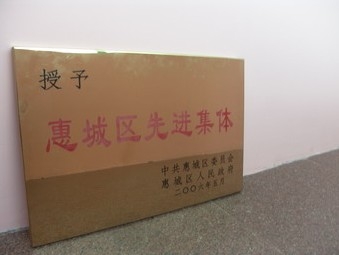 授予
惠城区先进集体
中共惠城区委员会
惠城区人民政府
二〇〇六年五月